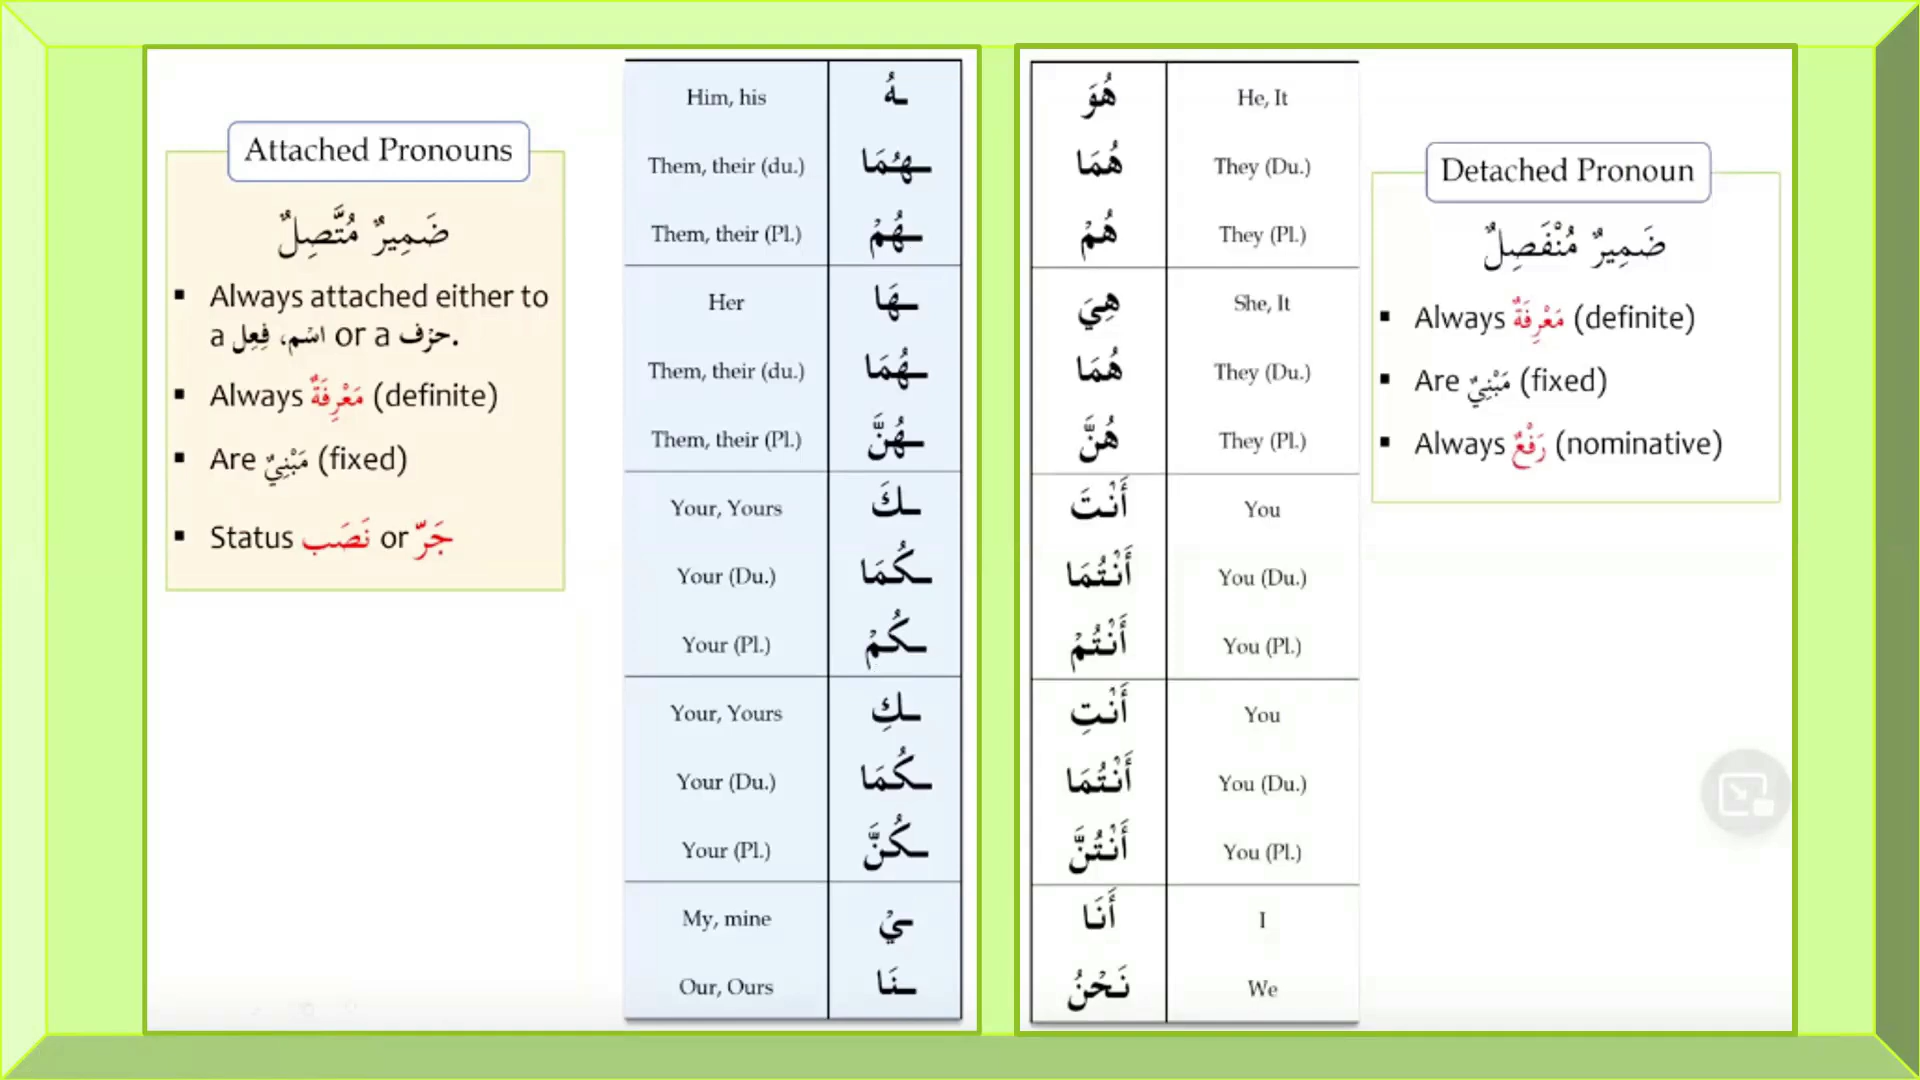 Attached Pronouns
ضَمِيرٌ مُتَّصِلٌ
▪ Always attached either to
a اسْم، فِعِل or a حرْف.
▪ Always مَعْرِفَةٌ (definite)
▪ Are مَبْنِيٌ (fixed)
▪ Status نَصَب or جَرّ
Him, his ـهُ
Them, their (du.) ـهُمَا
Them, their (Pl.) ـهُمْ
Her ـهَا
Them, their (du.) ـهُمَا
Them, their (Pl.) ـهُنَّ
Your, Yours ـكَ
Your (Du.) ـكُمَا
Your (Pl.) ـكُمْ
Your, Yours ـكِ
Your (Du.) ـكُمَا
Your (Pl.) ـكُنَّ
My, mine ـيْ
Our, Ours ـنَا
هُوَ He, It
هُمَا They (Du.)
هُمْ They (Pl.)
هِيَ She, It
هُمَا They (Du.)
هُنَّ They (Pl.)
أَنْتَ You
أَنْتُمَا You (Du.)
أَنْتُمْ You (Pl.)
أَنْتِ You
أَنْتُمَا You (Du.)
أَنْتُنَّ You (Pl.)
أَنَا I
نَحْنُ We
Detached Pronoun
ضَمِيرٌ مُنْفَصِلٌ
▪ Always مَعْرِفَةٌ (definite)
▪ Are مَبْنِيٌ (fixed)
▪ Always رَفْعٌ (nominative)